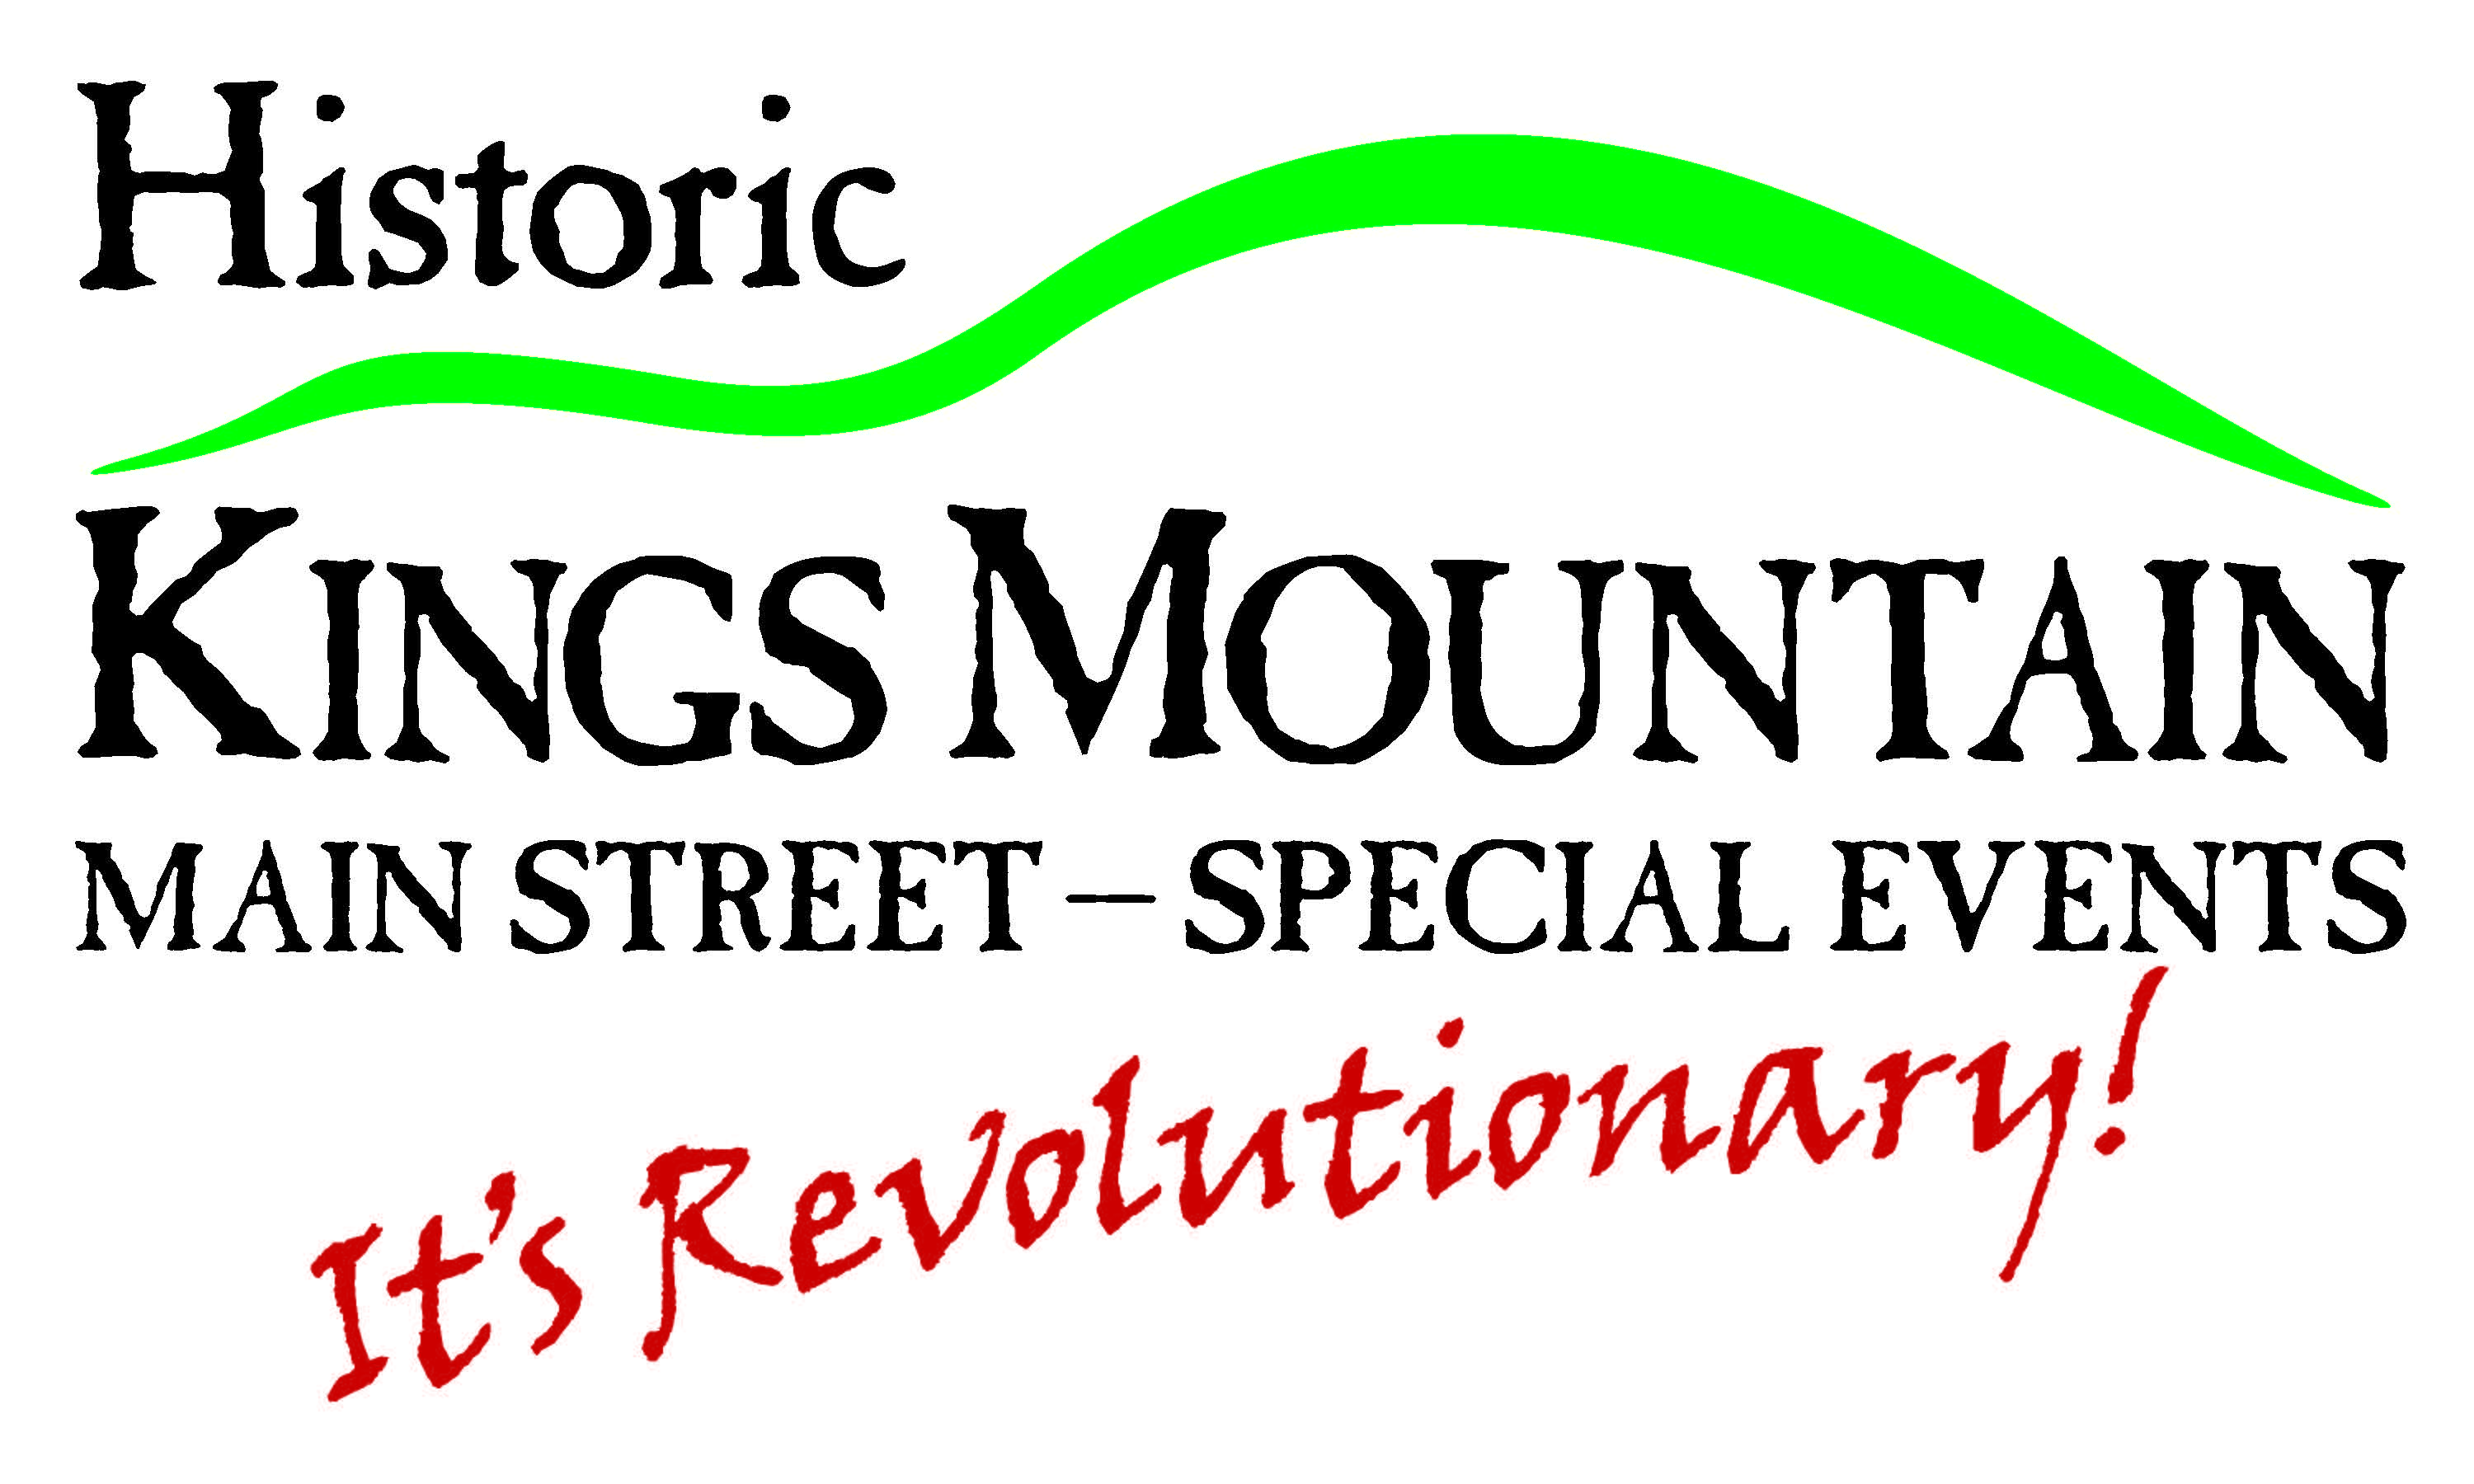 Historic
KINGS MOUNTAIN
MAIN STREET – SPECIAL EVENTS
It's Revolutionary!